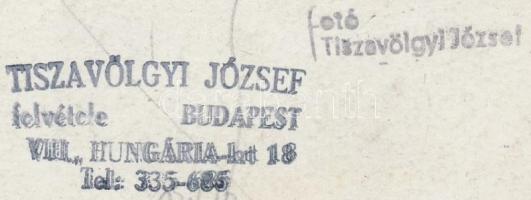 Fotó
Tiszavölgyi József
TISZAVÖLGYI JÓZSEF
felvétele BUDAPEST
VIII., HUNGÁRIA-krt 18
Tel: 335-685